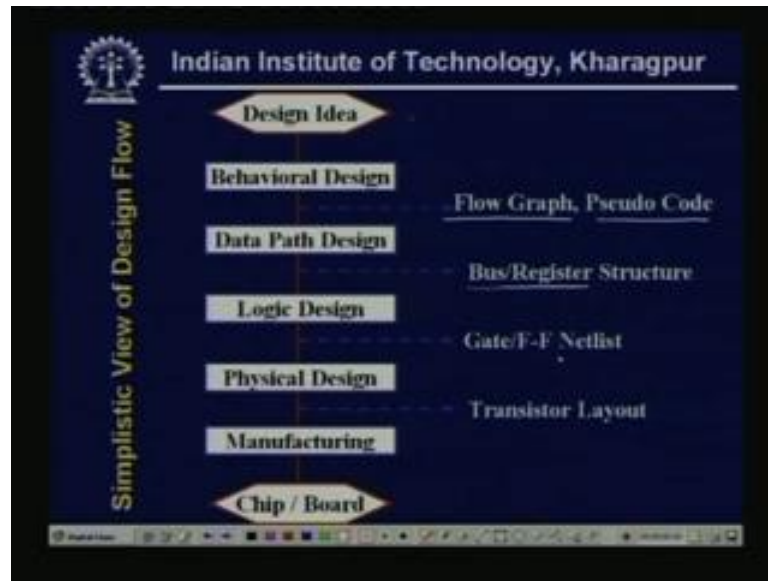 Indian Institute of Technology, Kharagpur
Simplistic View of Design Flow
Design Idea
Behavioral Design
Flow Graph, Pseudo Code
Data Path Design
Bus/Register Structure
Logic Design
Gate/F-F Netlist
Physical Design
Transistor Layout
Manufacturing
Chip / Board